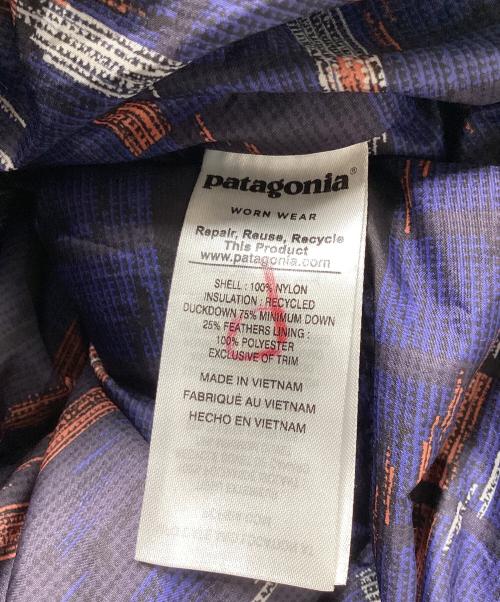 patagonia®
WORN WEAR
Repair, Reuse, Recycle
This Product
www.patagonia.com
SHELL : 100% NYLON
INSULATION : RECYCLED
DUCKDOWN 75% MINIMUM DOWN
25% FEATHERS LINING :
100% POLYESTER
EXCLUSIVE OF TRIM
MADE IN VIETNAM
FABRIQUÉ AU VIETNAM
HECHO EN VIETNAM